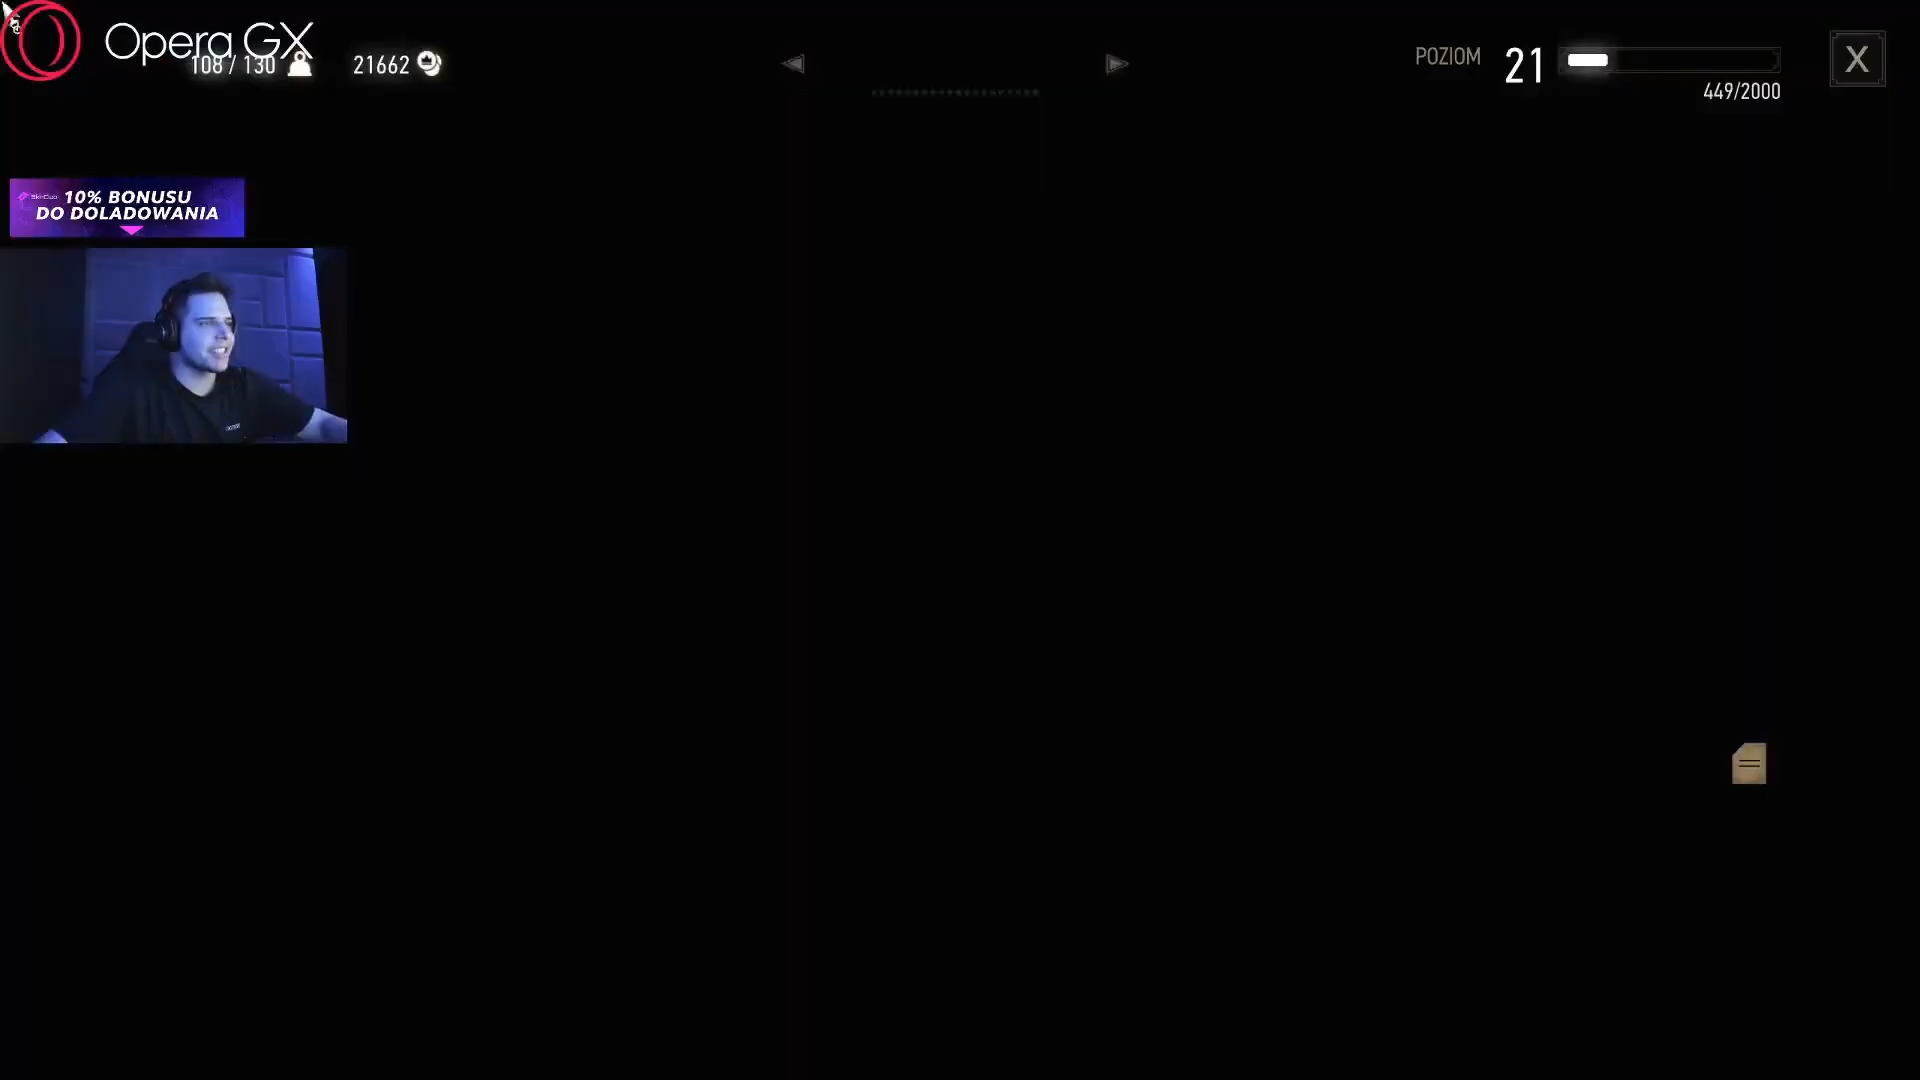 Opera GX
108 / 130
21662
POZIOM 21
449/2000
X
10% BONUSU
DO DOLADOWANIA